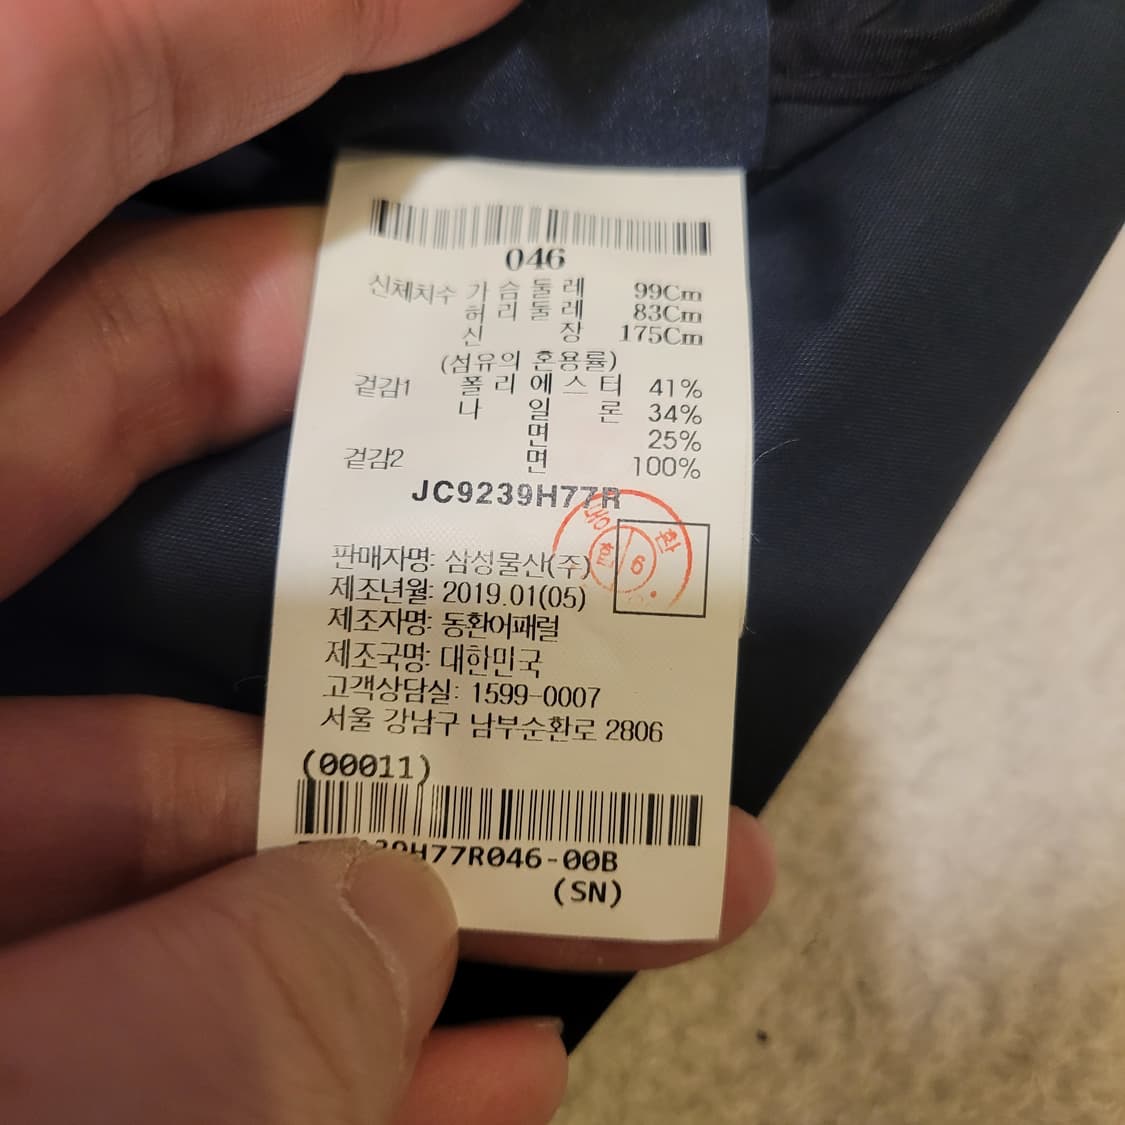 046
신체치수 가슴둘레 99Cm
허리둘레 83Cm
신장 175Cm
(섬유의 혼용률)
겉감1 폴리에스터 41%
나일론 34%
면 25%
겉감2 면 100%
JC9239H77R
판매자명: 삼성물산(주)
제조년월: 2019.01(05)
제조자명: 동환어패럴
제조국명: 대한민국
고객상담실: 1599-0007
서울 강남구 남부순환로 2806
(00011)
39H77R046-00B
(SN)